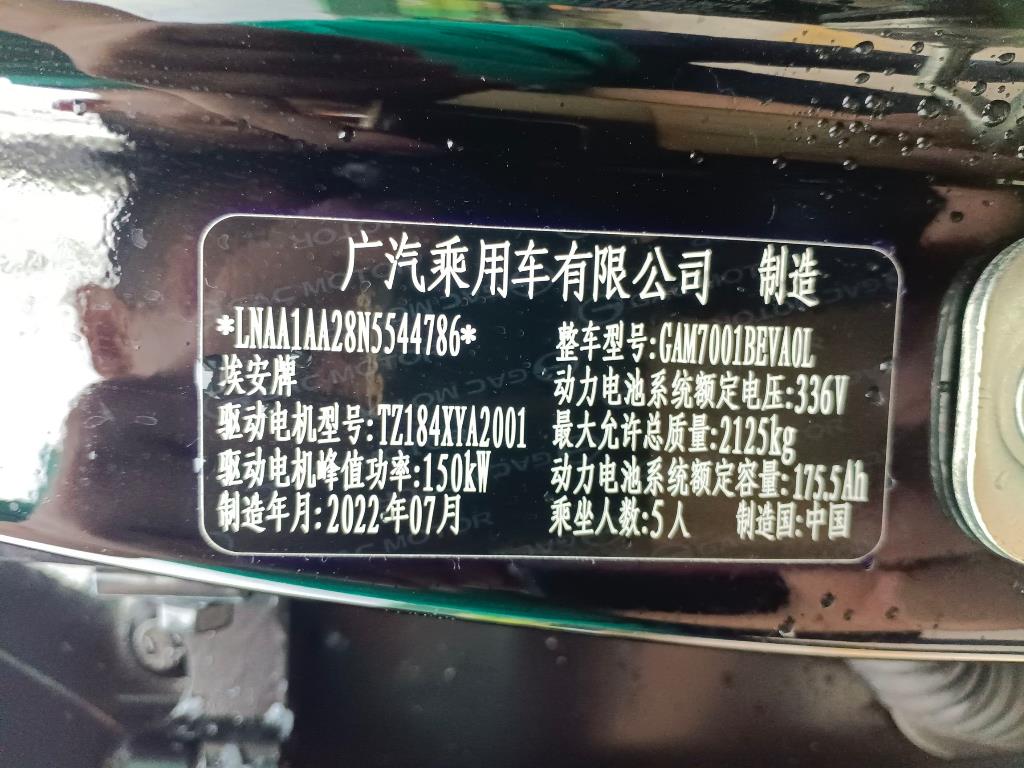 广汽乘用车有限公司 制造
*LNAA1AA28N5544786*
埃安牌
驱动电机型号:TZ184XYA2001
驱动电机峰值功率:150kW
制造年月:2022年07月
整车型号:GAM7001BEVA0L
动力电池系统额定电压:336V
最大允许总质量:2125kg
动力电池系统额定容量:175.5Ah
乘坐人数:5人 制造国:中国